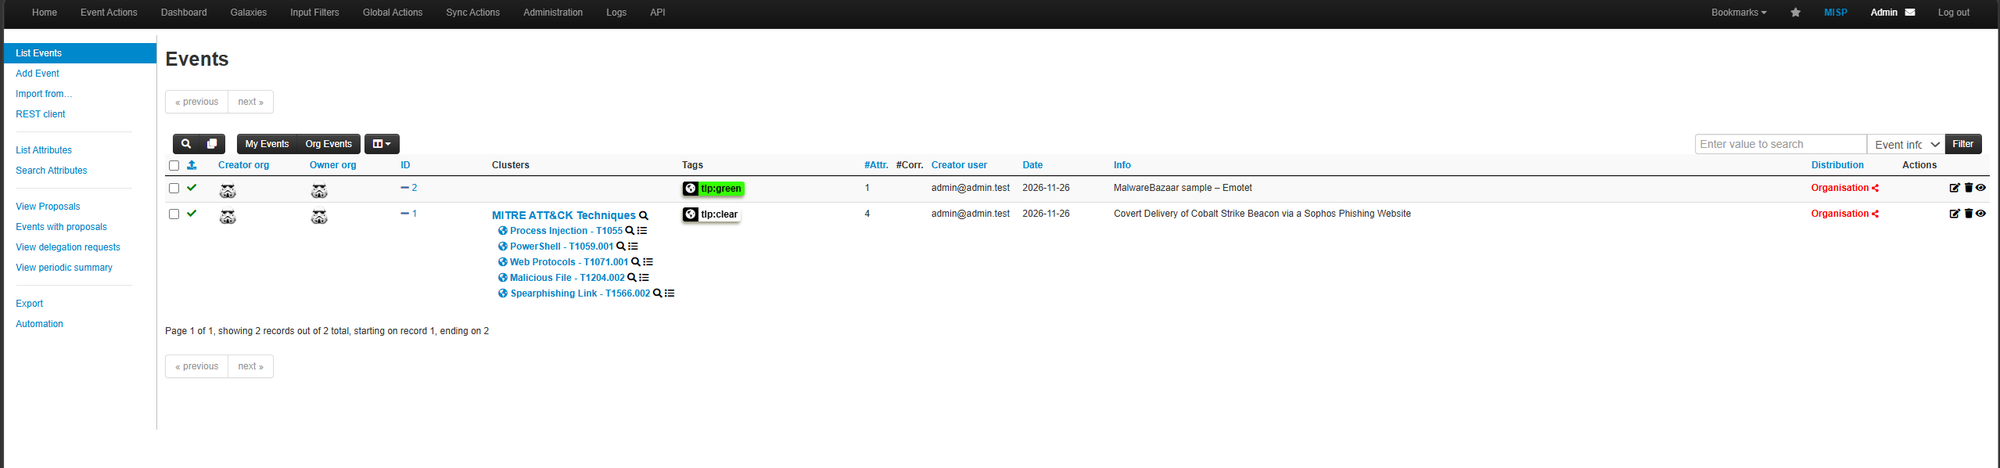 Home Event Actions Dashboard Galaxies Input Filters Global Actions Sync Actions Administration Logs API Bookmarks MISP Admin Log out
List Events
Add Event
Import from...
REST client
List Attributes
Search Attributes
View Proposals
Events with proposals
View delegation requests
View periodic summary
Export
Automation
Events
« previous next »
My Events Org Events Enter value to search Event info Filter
Creator org Owner org ID Clusters Tags #Attr. #Corr. Creator user Date Info Distribution Actions
2 tlp:green 1 admin@admin.test 2026-11-26 MalwareBazaar sample – Emotet Organisation
1 MITRE ATT&CK Techniques tlp:clear 4 admin@admin.test 2026-11-26 Covert Delivery of Cobalt Strike Beacon via a Sophos Phishing Website Organisation
Process Injection - T1055
PowerShell - T1059.001
Web Protocols - T1071.001
Malicious File - T1204.002
Spearphishing Link - T1566.002
Page 1 of 1, showing 2 records out of 2 total, starting on record 1, ending on 2
« previous next »